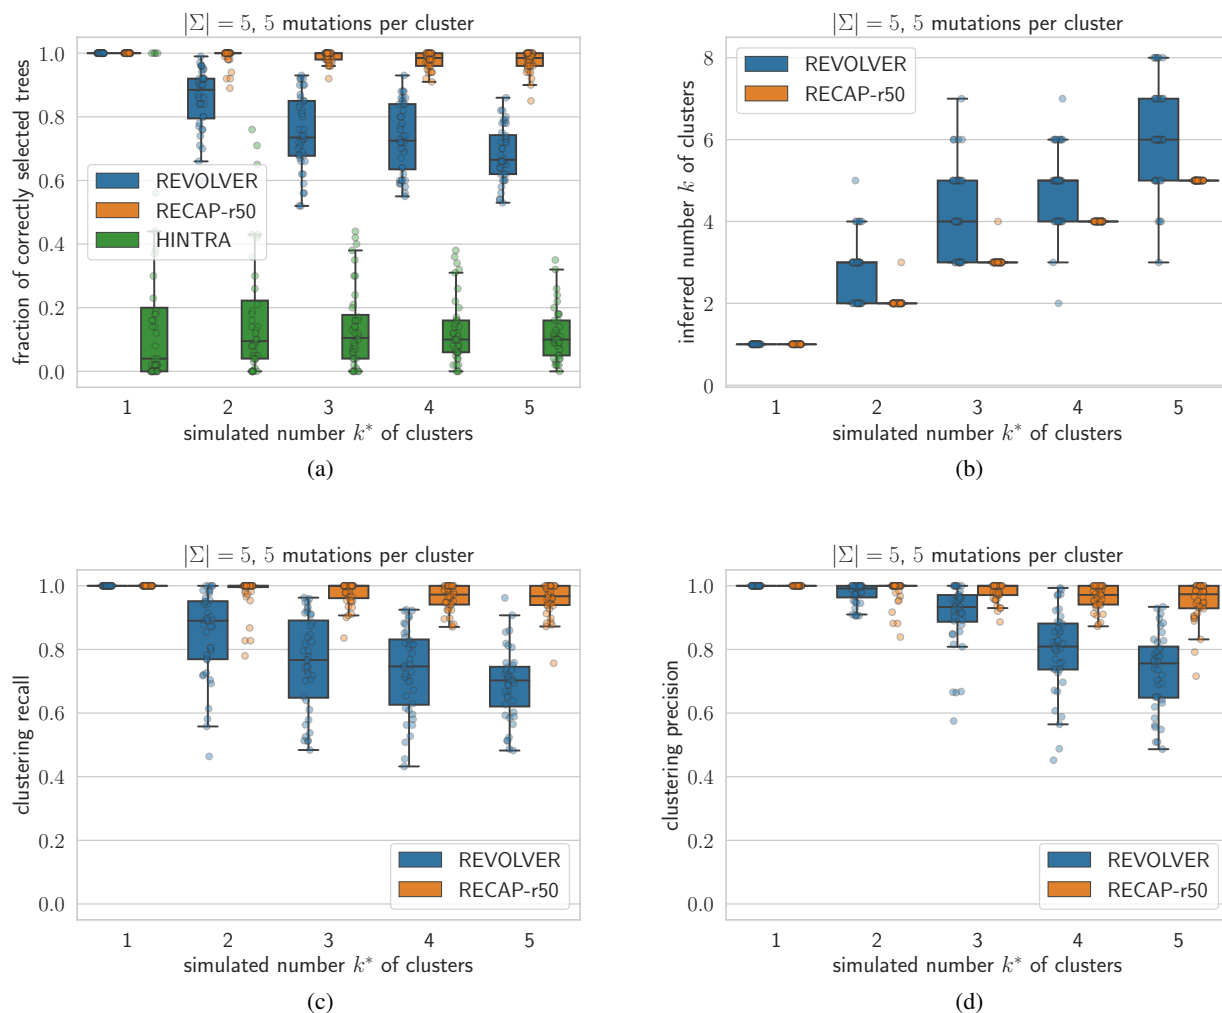 |Σ| = 5, 5 mutations per cluster
fraction of correctly selected trees
1.0
0.8
0.6
0.4
0.2
0.0
REVOLVER
RECAP-r50
HINTRA
1 2 3 4 5
simulated number k* of clusters
(a)
|Σ| = 5, 5 mutations per cluster
inferred number k of clusters
8
6
4
2
0
REVOLVER
RECAP-r50
1 2 3 4 5
simulated number k* of clusters
(b)
|Σ| = 5, 5 mutations per cluster
clustering recall
1.0
0.8
0.6
0.4
0.2
0.0
REVOLVER
RECAP-r50
1 2 3 4 5
simulated number k* of clusters
(c)
|Σ| = 5, 5 mutations per cluster
clustering precision
1.0
0.8
0.6
0.4
0.2
0.0
REVOLVER
RECAP-r50
1 2 3 4 5
simulated number k* of clusters
(d)